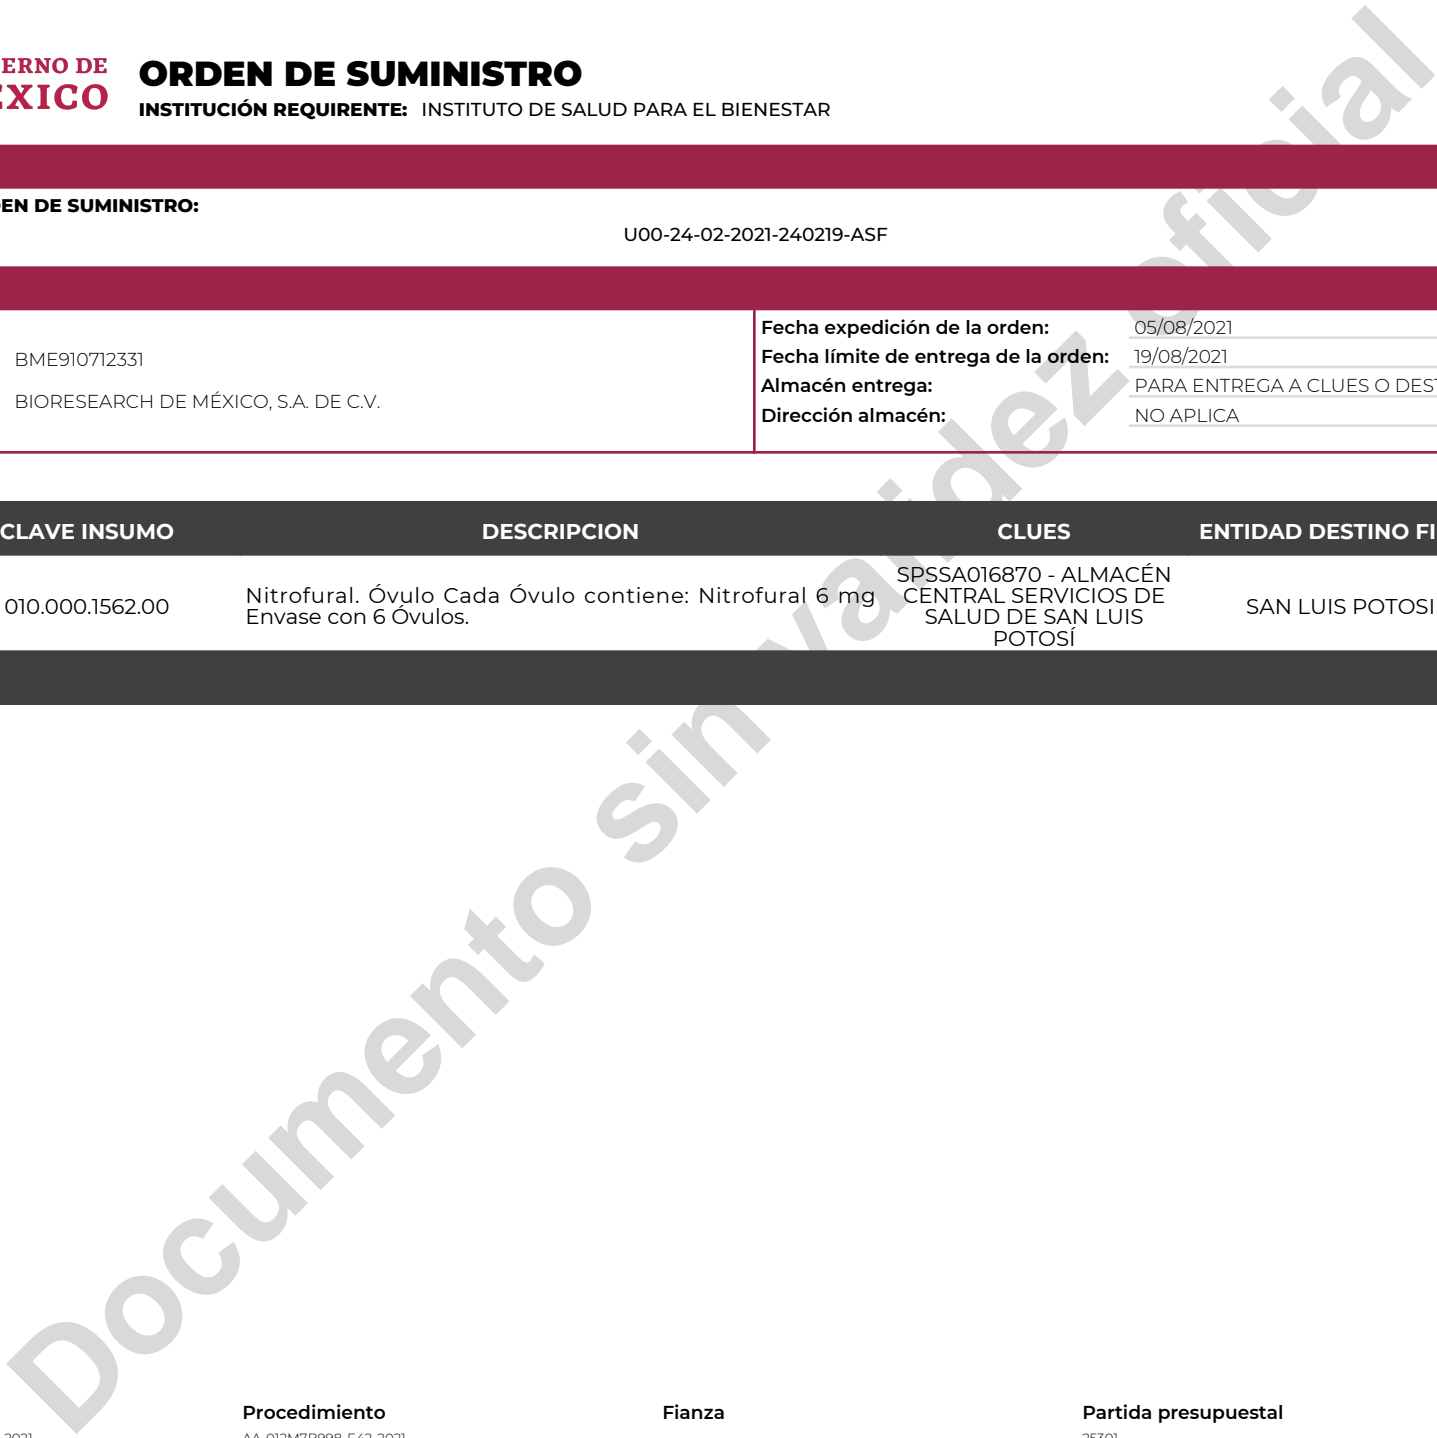 ERNO DE
ÉXICO
ORDEN DE SUMINISTRO
INSTITUCIÓN REQUIRENTE: INSTITUTO DE SALUD PARA EL BIENESTAR
EN DE SUMINISTRO:
U00-24-02-2021-240219-ASF
BME910712331
BIORESEARCH DE MÉXICO, S.A. DE C.V.
Fecha expedición de la orden: 05/08/2021
Fecha límite de entrega de la orden: 19/08/2021
Almacén entrega: PARA ENTREGA A CLUES O DEST
Dirección almacén: NO APLICA
CLAVE INSUMO DESCRIPCION CLUES ENTIDAD DESTINO FI
010.000.1562.00
Nitrofural. Óvulo Cada Óvulo contiene: Nitrofural 6 mg
Envase con 6 Óvulos.
SPSSA016870 - ALMACÉN
CENTRAL SERVICIOS DE
SALUD DE SAN LUIS
POTOSÍ
SAN LUIS POTOSI
Documento sin validez oficial
Procedimiento Fianza Partida presupuestal